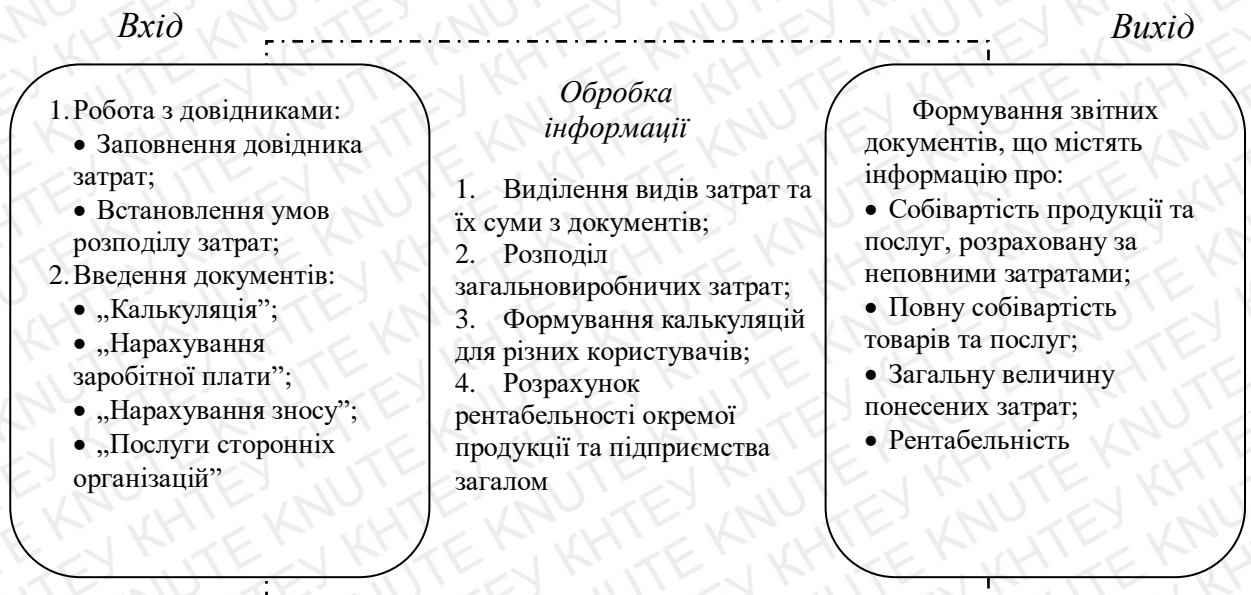 Вхід
Вихід
1. Робота з довідниками:
• Заповнення довідника
затрат;
• Встановлення умов
розподілу затрат;
2. Введення документів:
• „Калькуляція”;
• „Нарахування
заробітної плати”;
• „Нарахування зносу”;
• „Послуги сторонніх
організацій”
Обробка
інформації
1. Виділення видів затрат та
їх суми з документів;
2. Розподіл
загальновиробничих затрат;
3. Формування калькуляцій
для різних користувачів;
4. Розрахунок
рентабельності окремої
продукції та підприємства
загалом
Формування звітних
документів, що містять
інформацію про:
• Собівартість продукції та
послуг, розраховану за
неповними затратами;
• Повну собівартість
товарів та послуг;
• Загальну величину
понесених затрат;
• Рентабельність